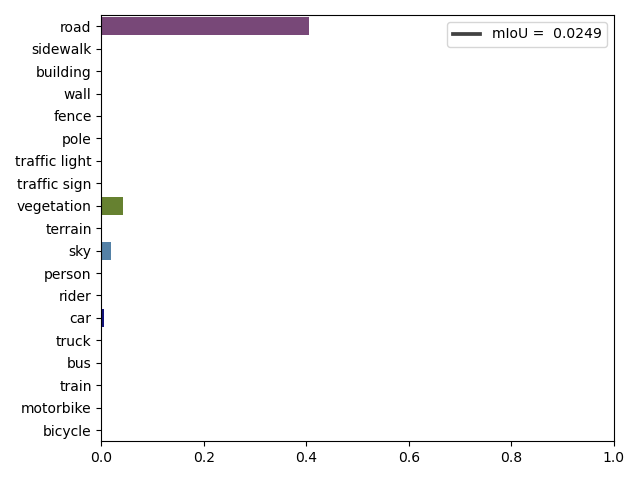 road
sidewalk
building
wall
fence
pole
traffic light
traffic sign
vegetation
terrain
sky
person
rider
car
truck
bus
train
motorbike
bicycle
mIoU =  0.0249
0.0 0.2 0.4 0.6 0.8 1.0